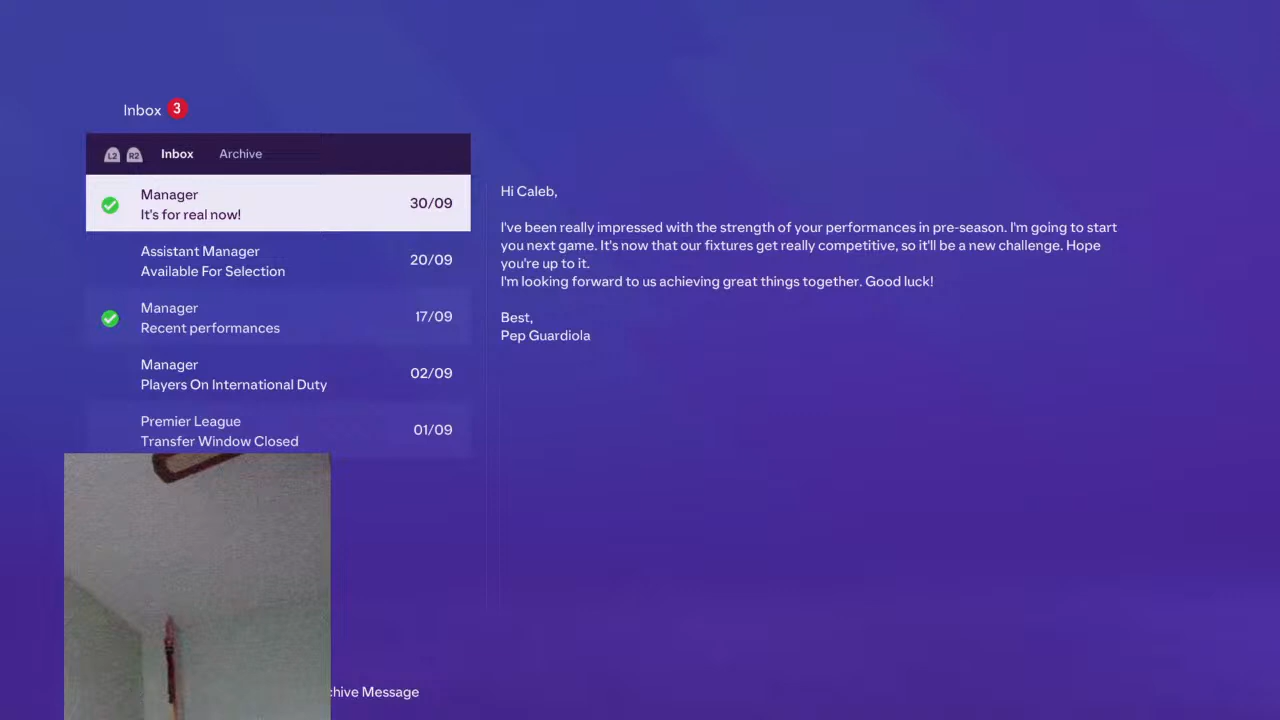 Inbox 3
L2 R2 Inbox Archive
Manager
It's for real now!
30/09
Assistant Manager
Available For Selection
20/09
Manager
Recent performances
17/09
Manager
Players On International Duty
02/09
Premier League
Transfer Window Closed
01/09
Hi Caleb,
I've been really impressed with the strength of your performances in pre-season. I'm going to start
you next game. It's now that our fixtures get really competitive, so it'll be a new challenge. Hope
you're up to it.
I'm looking forward to us achieving great things together. Good luck!
Best,
Pep Guardiola
chive Message